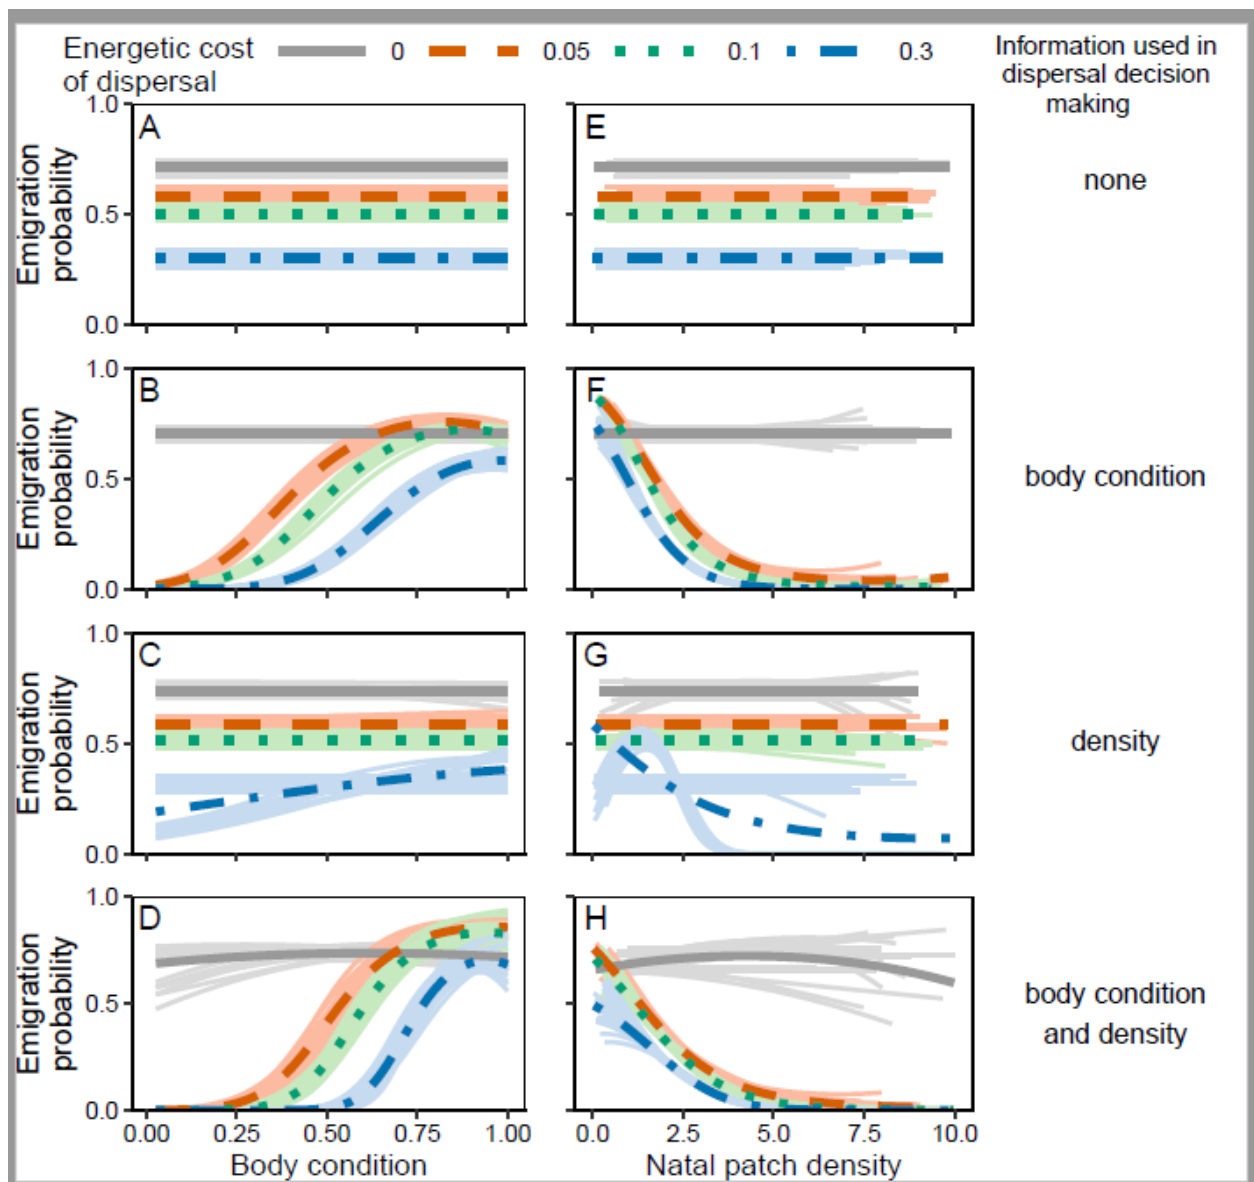 Energetic cost of dispersal
0
0.05
0.1
0.3
Information used in
dispersal decision
making
A
E
1.0
0.5
0.0
Emigration
probability
none
B
F
1.0
0.5
0.0
Emigration
probability
body condition
C
G
1.0
0.5
0.0
Emigration
probability
density
D
H
1.0
0.5
0.0
Emigration
probability
body condition
and density
0.00 0.25 0.50 0.75 1.00
0.0 2.5 5.0 7.5 10.0
Body condition
Natal patch density